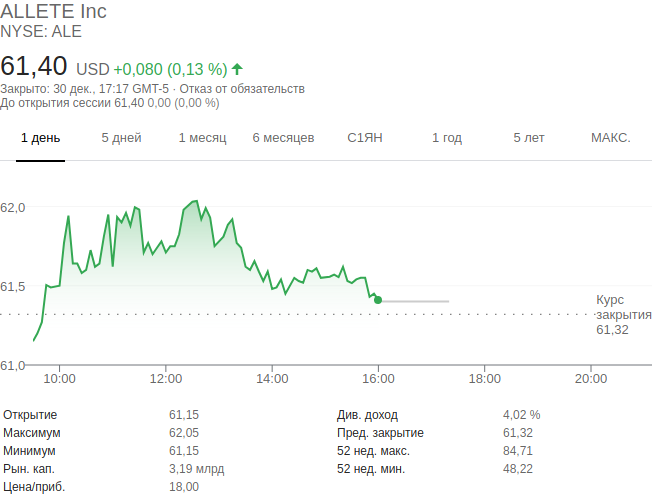 ALLETE Inc
NYSE: ALE
61,40 USD +0,080 (0,13 %)
Закрыто: 30 дек., 17:17 GMT-5 · Отказ от обязательств
До открытия сессии 61,40 0,00 (0,00 %)
1 день 5 дней 1 месяц 6 месяцев С1ЯН 1 год 5 лет МАКС.
62,0
61,5
Курс
закрытия
61,32
61,0
10:00 12:00 14:00 16:00 18:00 20:00
Открытие 61,15 Див. доход 4,02 %
Максимум 62,05 Пред. закрытие 61,32
Минимум 61,15 52 нед. макс. 84,71
Рын. кап. 3,19 млрд 52 нед. мин. 48,22
Цена/приб. 18,00